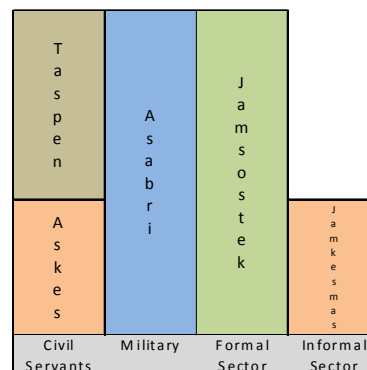 Taspen
Askes
Asabri
Jamsostek
Jamkesmas
Civil
Servants
Military
Formal
Sector
Informal
Sector